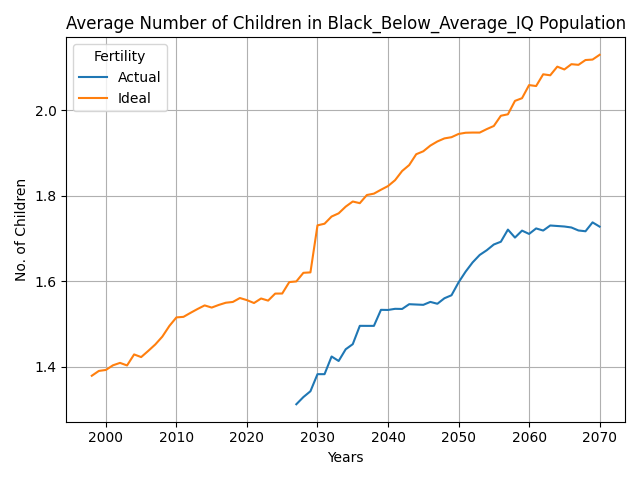 Average Number of Children in Black_Below_Average_IQ Population
Fertility
Actual
Ideal
No. of Children
2.0
1.8
1.6
1.4
2000 2010 2020 2030 2040 2050 2060 2070
Years